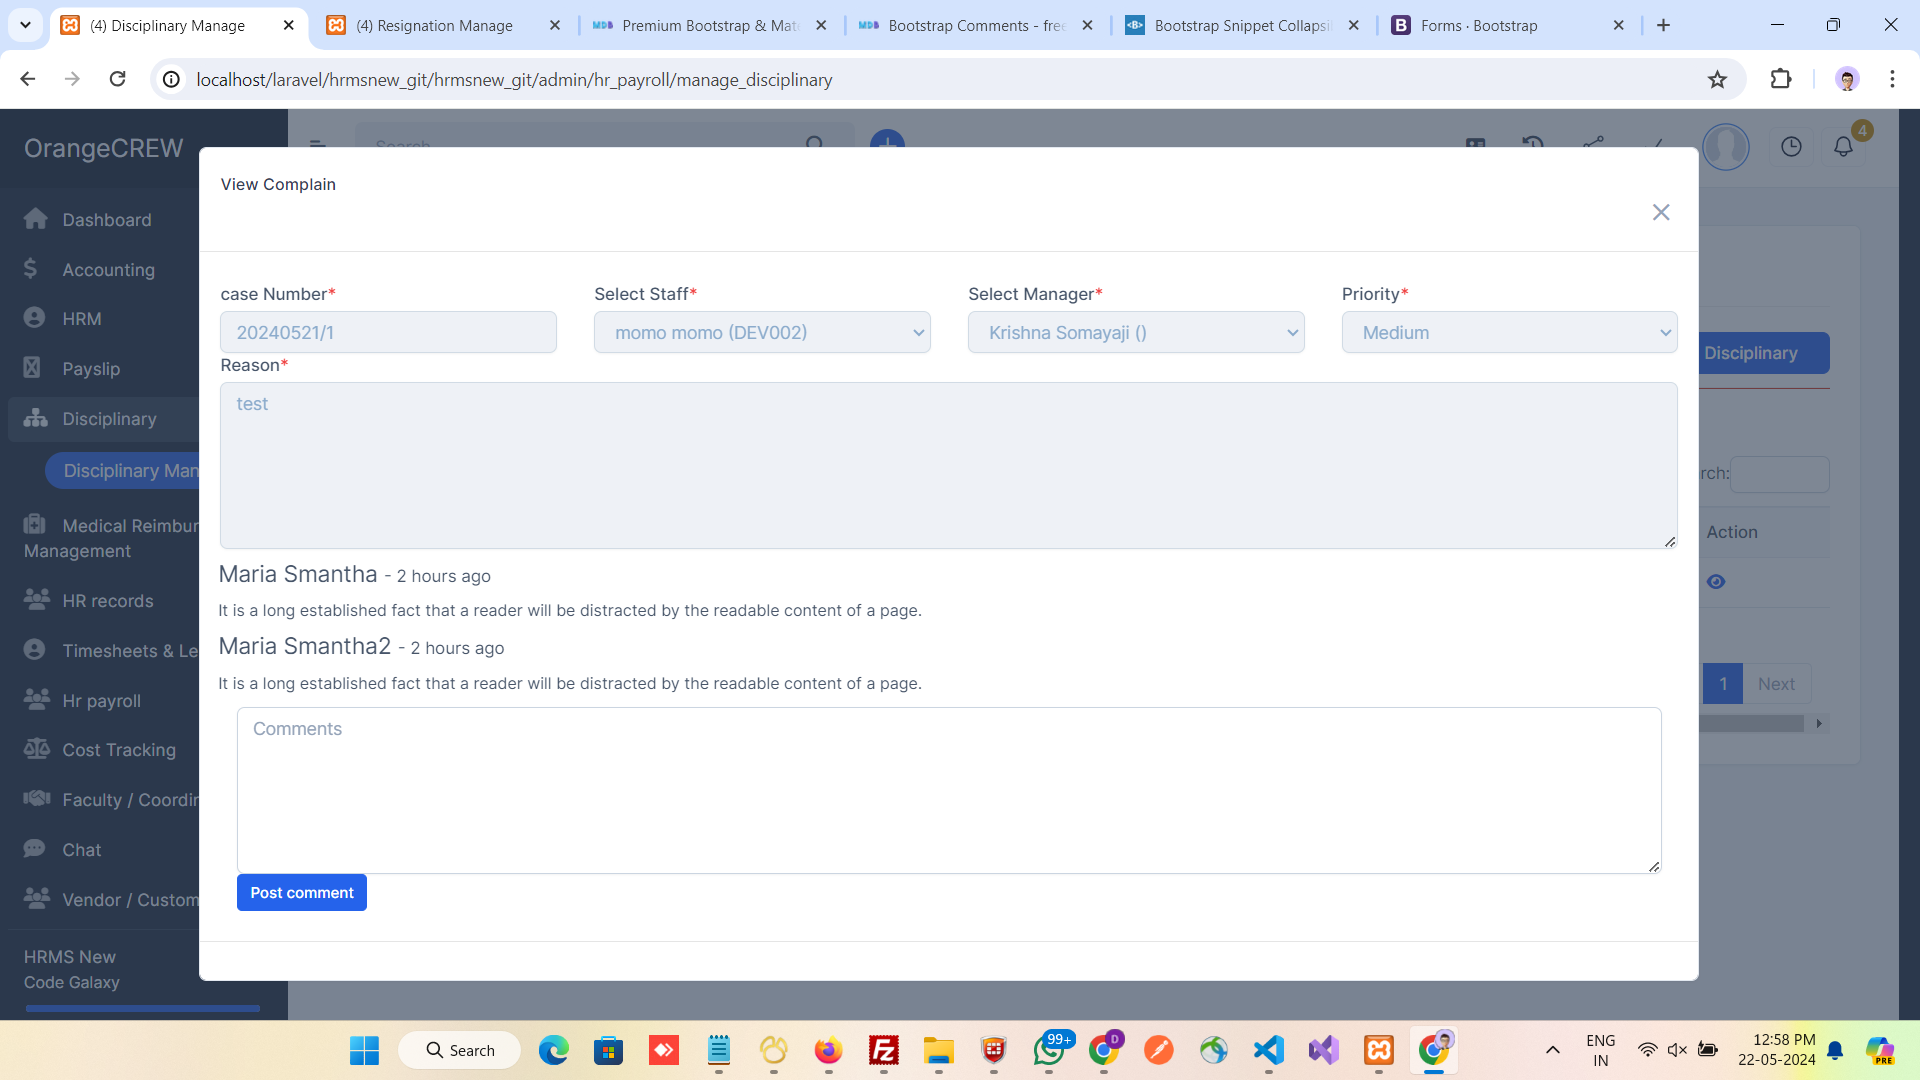 (4) Disciplinary Manage
(4) Resignation Manage
MDB Premium Bootstrap & Mate
MDB Bootstrap Comments - free
<B> Bootstrap Snippet Collapsi
B Forms · Bootstrap
localhost/laravel/hrmsnew_git/hrmsnew_git/admin/hr_payroll/manage_disciplinary
OrangeCREW
Search
4
Dashboard
Accounting
HRM
Payslip
Disciplinary
Disciplinary Man
Medical Reimbur
Management
HR records
Timesheets & Le
Hr payroll
Cost Tracking
Faculty / Coordin
Chat
Vendor / Custom
HRMS New
Code Galaxy
View Complain
case Number*
Select Staff*
Select Manager*
Priority*
20240521/1
momo momo (DEV002)
Krishna Somayaji ()
Medium
Reason*
test
Maria Smantha - 2 hours ago
It is a long established fact that a reader will be distracted by the readable content of a page.
Maria Smantha2 - 2 hours ago
It is a long established fact that a reader will be distracted by the readable content of a page.
Comments
Post comment
Disciplinary
rch:
Action
1
Next
Search
99+
D
ENG
IN
12:58 PM
22-05-2024
PRE